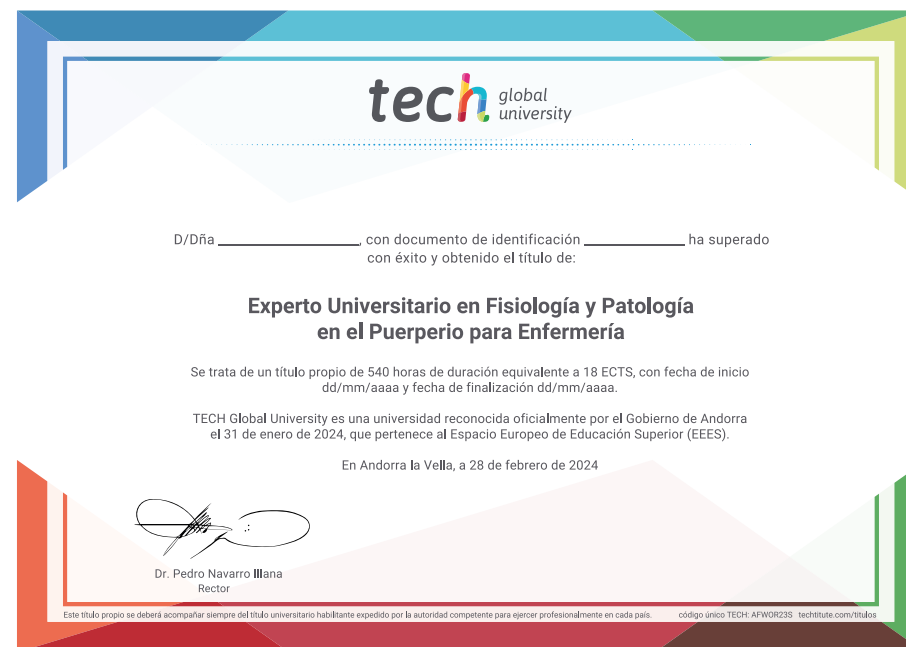 tech global university
D/Dña ____________________, con documento de identificación ______________ ha superado
con éxito y obtenido el título de:
Experto Universitario en Fisiología y Patología
en el Puerperio para Enfermería
Se trata de un título propio de 540 horas de duración equivalente a 18 ECTS, con fecha de inicio
dd/mm/aaaa y fecha de finalización dd/mm/aaaa.
TECH Global University es una universidad reconocida oficialmente por el Gobierno de Andorra
el 31 de enero de 2024, que pertenece al Espacio Europeo de Educación Superior (EEES).
En Andorra la Vella, a 28 de febrero de 2024
Dr. Pedro Navarro Illana
Rector
Este título propio se deberá acompañar siempre del título universitario habilitante expedido por la autoridad competente para ejercer profesionalmente en cada país. código único TECH: AFWOR23S techtitute.com/titulos